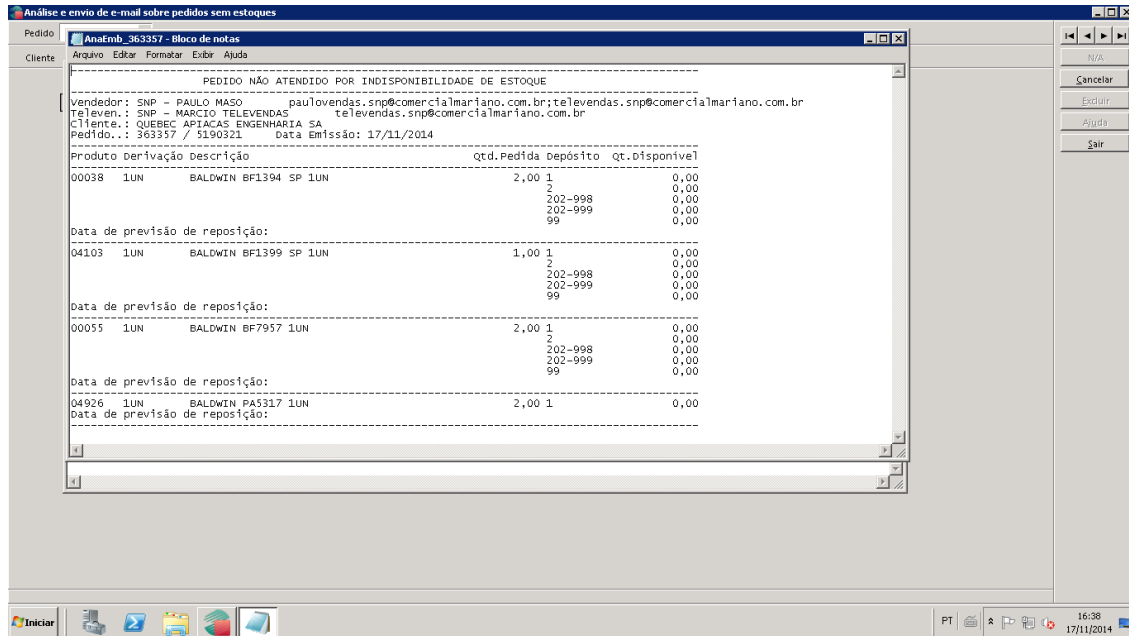 Análise e envio de e-mail sobre pedidos sem estoques
Pedido
Cliente
AnaEmb_363357 - Bloco de notas
Arquivo Editar Formatar Exibir Ajuda
PEDIDO NÃO ATENDIDO POR INDISPONIBILIDADE DE ESTOQUE
Vendedor: SNP - PAULO MASO paulovendas.snp@comercialmariano.com.br;televendas.snp@comercialmariano.com.br
Televen.: SNP - MARCIO TELEVENDAS televendas.snp@comercialmariano.com.br
Cliente.: QUEBEC APIACAS ENGENHARIA SA
Pedido..: 363357 / 5190321 Data Emissão: 17/11/2014
Produto Derivação Descrição Qtd.Pedida Depósito Qt.Disponível
00038 1UN BALDWIN BF1394 SP 1UN 2,00 1 0,00
2 0,00
202-998 0,00
202-999 0,00
99 0,00
Data de previsão de reposição:
04103 1UN BALDWIN BF1399 SP 1UN 1,00 1 0,00
2 0,00
202-998 0,00
202-999 0,00
99 0,00
Data de previsão de reposição:
00055 1UN BALDWIN BF7957 1UN 2,00 1 0,00
2 0,00
202-998 0,00
202-999 0,00
99 0,00
Data de previsão de reposição:
04926 1UN BALDWIN PA5317 1UN 2,00 1 0,00
Data de previsão de reposição:
N/A
Cancelar
Excluir
Ajuda
Sair
Iniciar
PT
16:38
17/11/2014